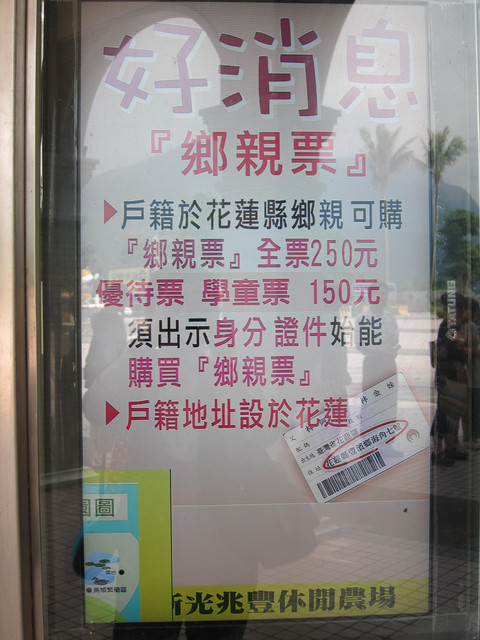 好消息
『鄉親票』
▶戶籍於花蓮縣鄉親 可購
『鄉親票』全票250元
優待票 學童票 150元
須出示身分 證件始能
購買『鄉親票』
▶戶籍地址設於花蓮
TATUNG
園圖
光兆豐休閒農場